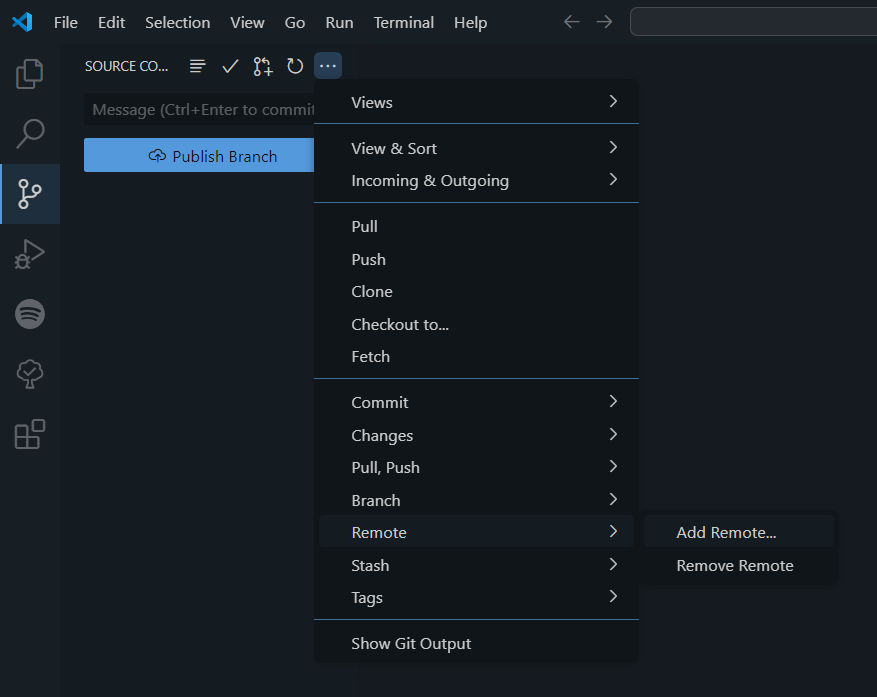 File Edit Selection View Go Run Terminal Help
SOURCE CO...
Message (Ctrl+Enter to commit
Publish Branch
Views
View & Sort
Incoming & Outgoing
Pull
Push
Clone
Checkout to...
Fetch
Commit
Changes
Pull, Push
Branch
Remote
Add Remote...
Stash
Remove Remote
Tags
Show Git Output